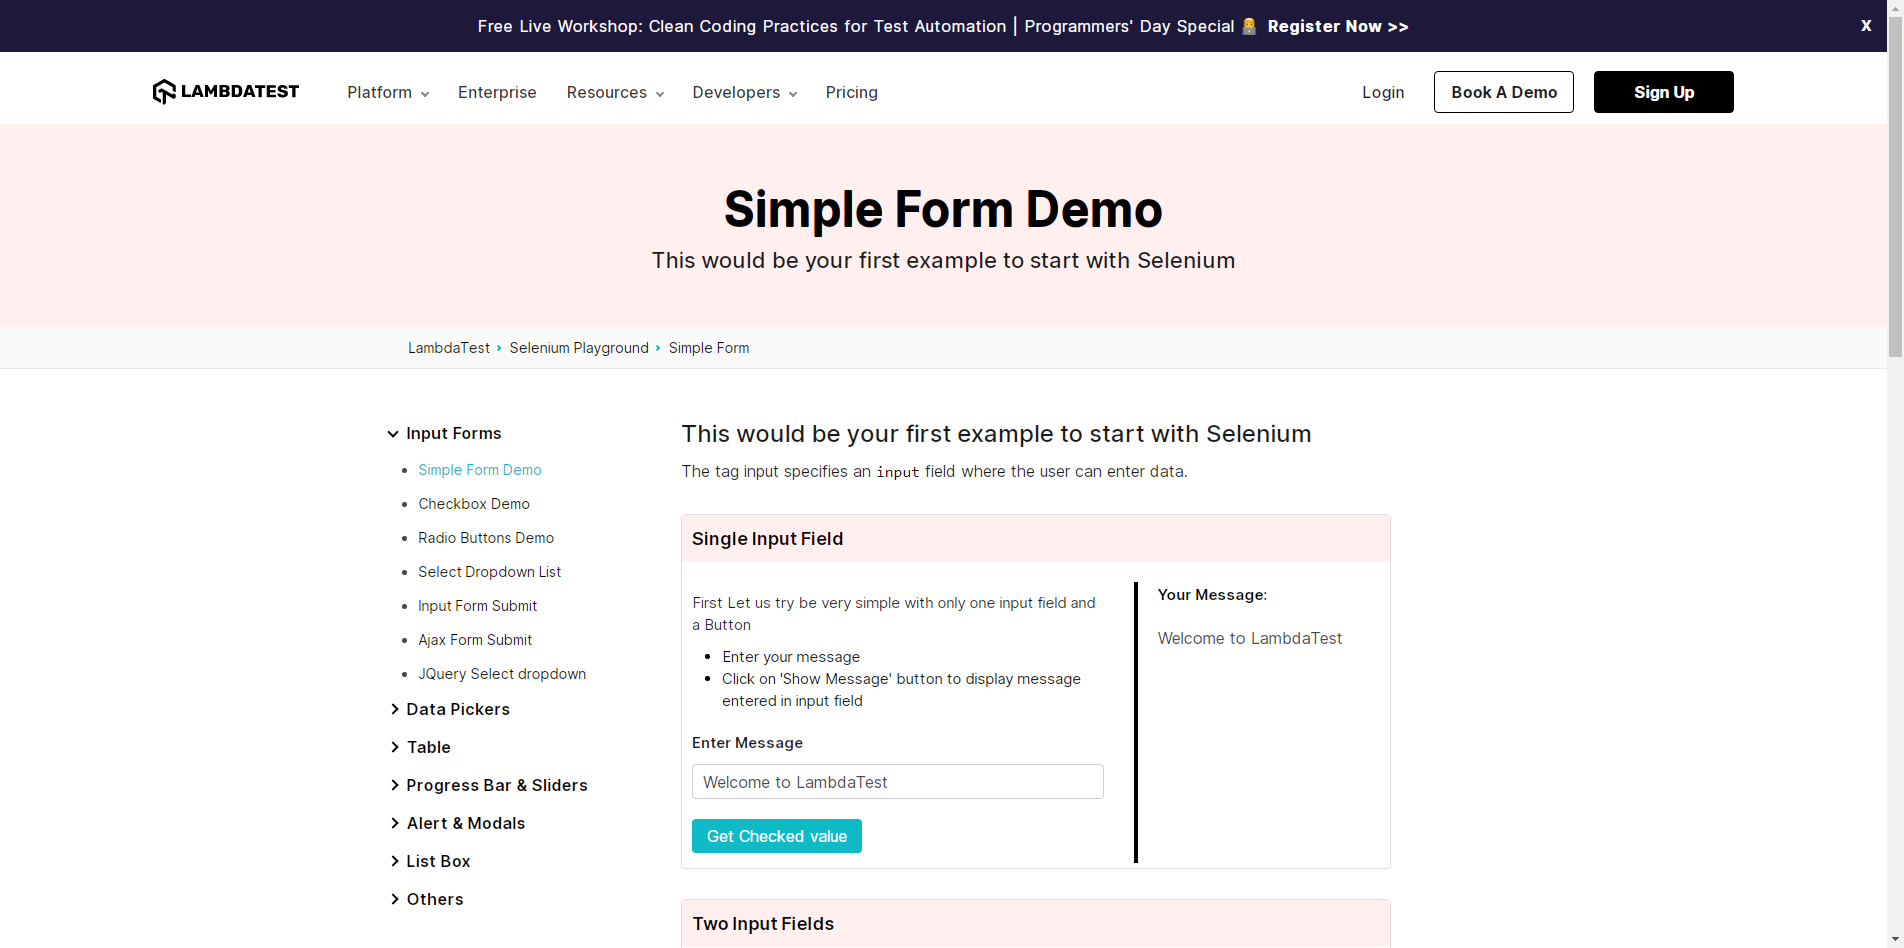 Free Live Workshop: Clean Coding Practices for Test Automation | Programmers' Day Special 👨‍💻 Register Now >>
X
LAMBDATEST
Platform
Enterprise
Resources
Developers
Pricing
Login
Book A Demo
Sign Up
Simple Form Demo
This would be your first example to start with Selenium
LambdaTest › Selenium Playground › Simple Form
Input Forms
Simple Form Demo
Checkbox Demo
Radio Buttons Demo
Select Dropdown List
Input Form Submit
Ajax Form Submit
JQuery Select dropdown
Data Pickers
Table
Progress Bar & Sliders
Alert & Modals
List Box
Others
This would be your first example to start with Selenium
The tag input specifies an input field where the user can enter data.
Single Input Field
First Let us try be very simple with only one input field and
a Button
Enter your message
Click on 'Show Message' button to display message
entered in input field
Enter Message
Welcome to LambdaTest
Get Checked value
Your Message:
Welcome to LambdaTest
Two Input Fields